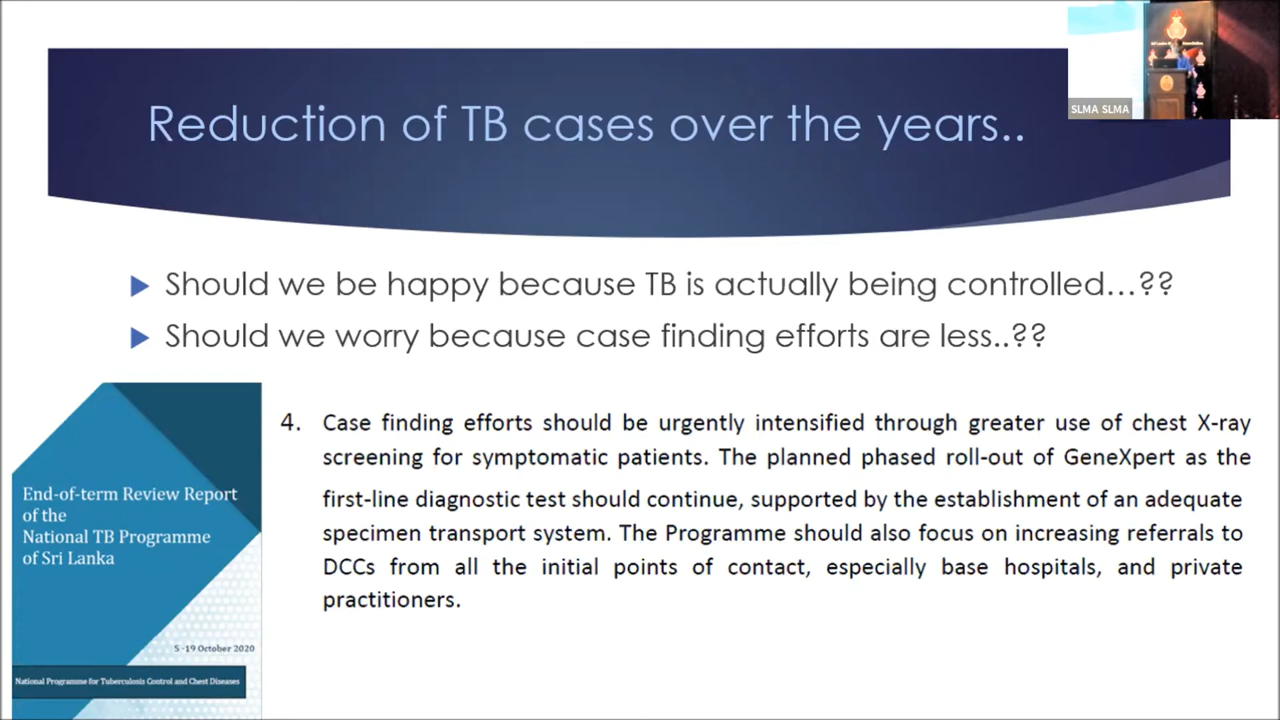 Reduction of TB cases over the years..
SLMA SLMA
Should we be happy because TB is actually being controlled...??
Should we worry because case finding efforts are less..??
4. Case finding efforts should be urgently intensified through greater use of chest X-ray
screening for symptomatic patients. The planned phased roll-out of GeneXpert as the
first-line diagnostic test should continue, supported by the establishment of an adequate
specimen transport system. The Programme should also focus on increasing referrals to
DCCs from all the initial points of contact, especially base hospitals, and private
practitioners.
End-of-term Review Report
of the
National TB Programme
of Sri Lanka
5 -19 October 2020
National Programme for Tuberculosis Control and Chest Diseases